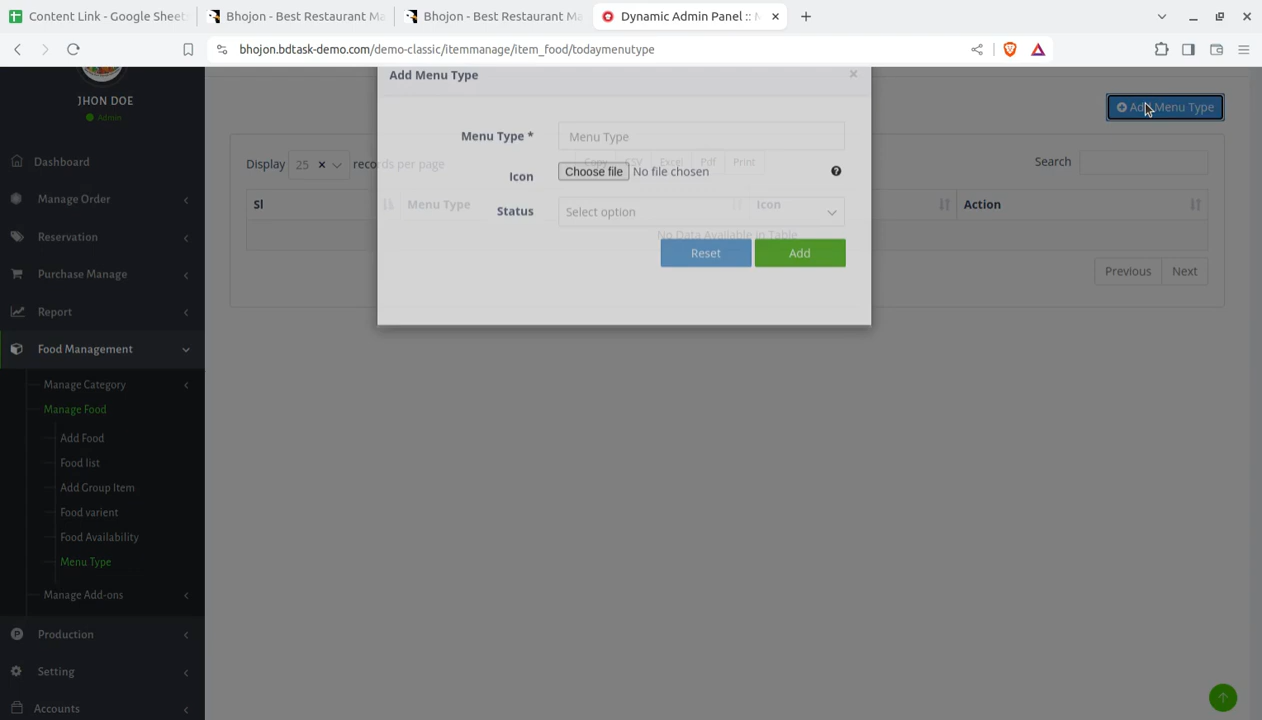 Content Link - Google Sheet
Bhojon - Best Restaurant Ma
Bhojon - Best Restaurant Ma
Dynamic Admin Panel :: M
bhojon.bdtask-demo.com/demo-classic/itemmanage/item_food/todaymenutype
JHON DOE
Admin
Dashboard
Manage Order
Reservation
Purchase Manage
Report
Food Management
Manage Category
Manage Food
Add Food
Food list
Add Group Item
Food varient
Food Availability
Menu Type
Manage Add-ons
Production
Setting
Accounts
Add Menu Type
Add Menu Type ×
Menu Type * Menu Type
Icon Choose file No file chosen
Status Select option
Reset Add
Display 25 × records per page
Copy CSV Excel Pdf Print
Search
Sl Menu Type Icon Action
No Data Available in Table
Previous Next